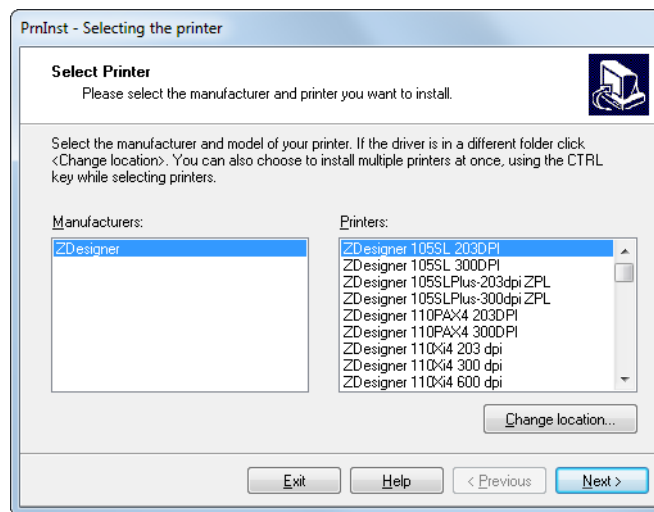 PrnInst - Selecting the printer
Select Printer
Please select the manufacturer and printer you want to install.
Select the manufacturer and model of your printer. If the driver is in a different folder click
<Change location>. You can also choose to install multiple printers at once, using the CTRL
key while selecting printers.
Manufacturers:
ZDesigner
Printers:
ZDesigner 105SL 203DPI
ZDesigner 105SL 300DPI
ZDesigner 105SLPlus-203dpi ZPL
ZDesigner 105SLPlus-300dpi ZPL
ZDesigner 110PAX4 203DPI
ZDesigner 110PAX4 300DPI
ZDesigner 110Xi4 203 dpi
ZDesigner 110Xi4 300 dpi
ZDesigner 110Xi4 600 dpi
Change location...
Exit
Help
< Previous
Next >